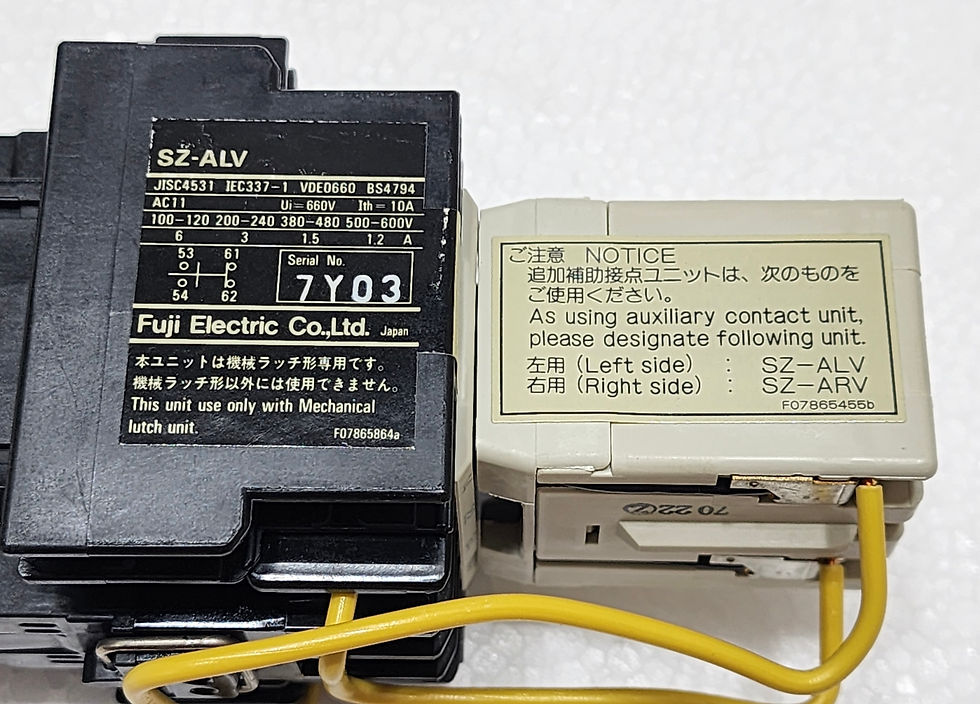 SZ-ALV
JISC4531 IEC337-1 VDE0660 BS4794
AC11 Ui=660V Ith=10A
100-120 200-240 380-480 500-600V
6 3 1.5 1.2 A
53 61
54 62
Serial No.
7Y03
Fuji Electric Co.,Ltd. Japan
本ユニットは機械ラッチ形専用です。
機械ラッチ形以外には使用できません。
This unit use only with Mechanical
lutch unit.
F07865864a
ご注意 NOTICE
追加補助接点ユニットは、次のものを
ご使用ください。
As using auxiliary contact unit,
please designate following unit.
左用 (Left side) : SZ-ALV
右用 (Right side) : SZ-ARV
F07865455b
70 22